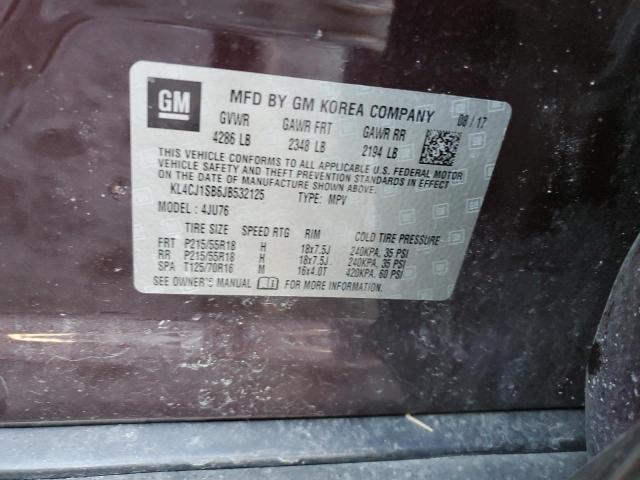 GM
MFD BY GM KOREA COMPANY 08/17
GVWR GAWR FRT GAWR RR
4286 LB 2348 LB 2194 LB
THIS VEHICLE CONFORMS TO ALL APPLICABLE U.S. FEDERAL MOTOR
VEHICLE SAFETY AND THEFT PREVENTION STANDARDS IN EFFECT
ON THE DATE OF MANUFACTURE SHOWN ABOVE.
KL4CJ1SB6JB532125 TYPE: MPV
MODEL : 4JU76
TIRE SIZE SPEED RTG RIM COLD TIRE PRESSURE
FRT P215/55R18 H 18x7.5J 240KPA, 35 PSI
RR P215/55R18 H 18x7.5J 240KPA, 35 PSI
SPA T125/70R16 M 16x4.0T 420KPA, 60 PSI
SEE OWNER'S MANUAL FOR MORE INFORMATION.